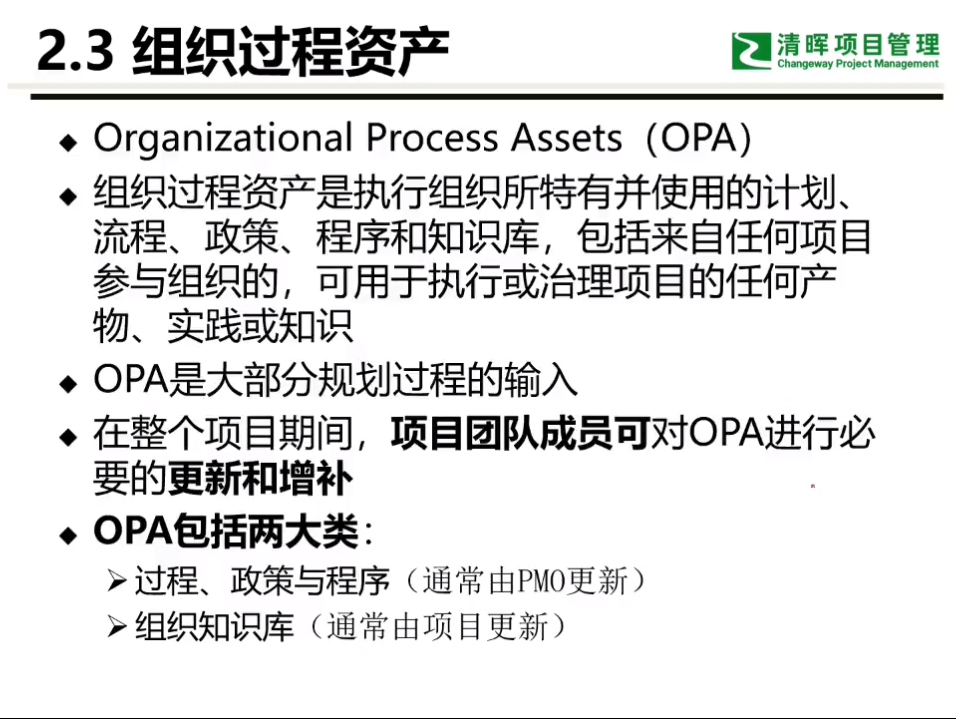 2.3 组织过程资产
清晖项目管理
Changeway Project Management
◆ Organizational Process Assets（OPA）
◆ 组织过程资产是执行组织所特有并使用的计划、
流程、政策、程序和知识库，包括来自任何项目
参与组织的，可用于执行或治理项目的任何产
物、实践或知识
◆ OPA是大部分规划过程的输入
◆ 在整个项目期间，项目团队成员可对OPA进行必
要的更新和增补
◆ OPA包括两大类：
➢ 过程、政策与程序（通常由PMO更新）
➢ 组织知识库（通常由项目更新）